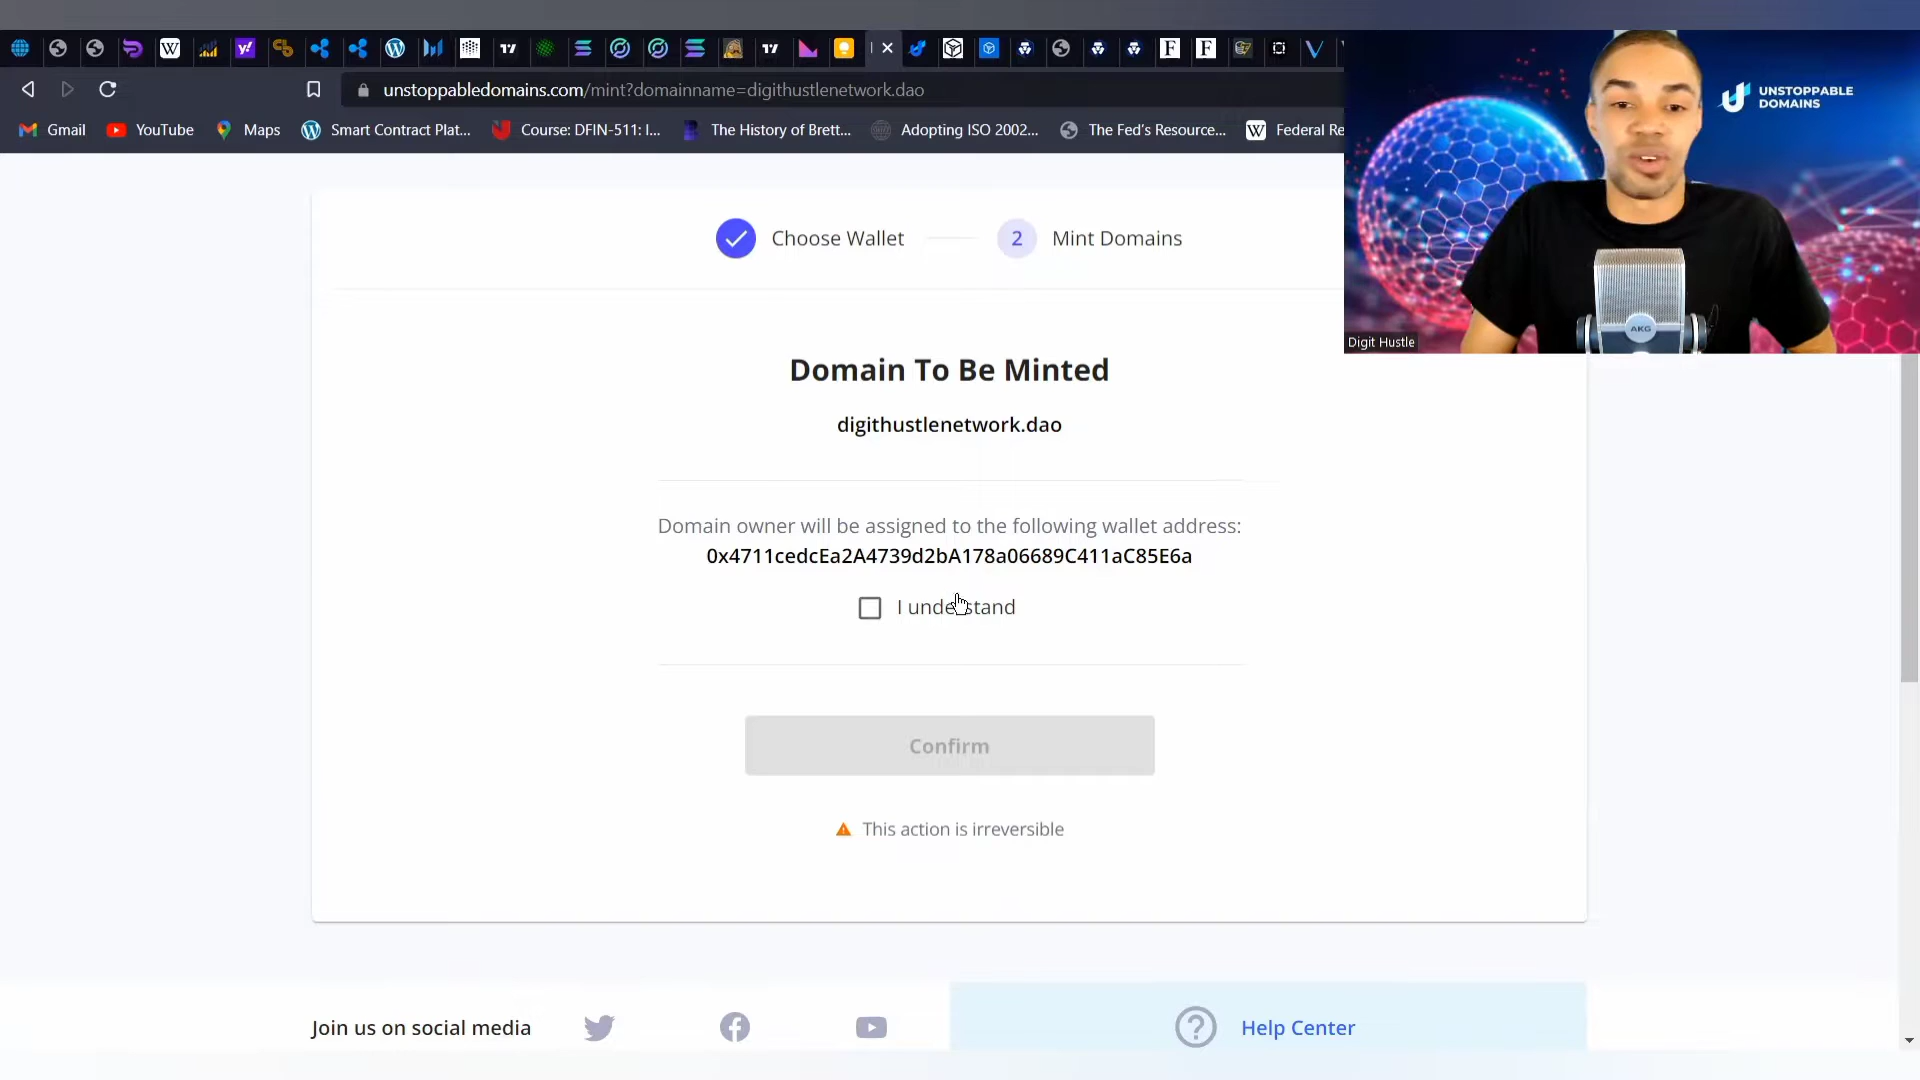 unstoppabledomains.com/mint?domainname=digithustlenetwork.dao
Gmail
YouTube
Maps
Smart Contract Plat...
Course: DFIN-511: I...
The History of Brett...
Adopting ISO 2002...
The Fed's Resource...
Federal Re
UNSTOPPABLE
DOMAINS
AKG
Digit Hustle
Choose Wallet
2
Mint Domains
Domain To Be Minted
digithustlenetwork.dao
Domain owner will be assigned to the following wallet address:
0x4711cedcEa2A4739d2bA178a06689C411aC85E6a
I understand
Confirm
This action is irreversible
Join us on social media
Help Center